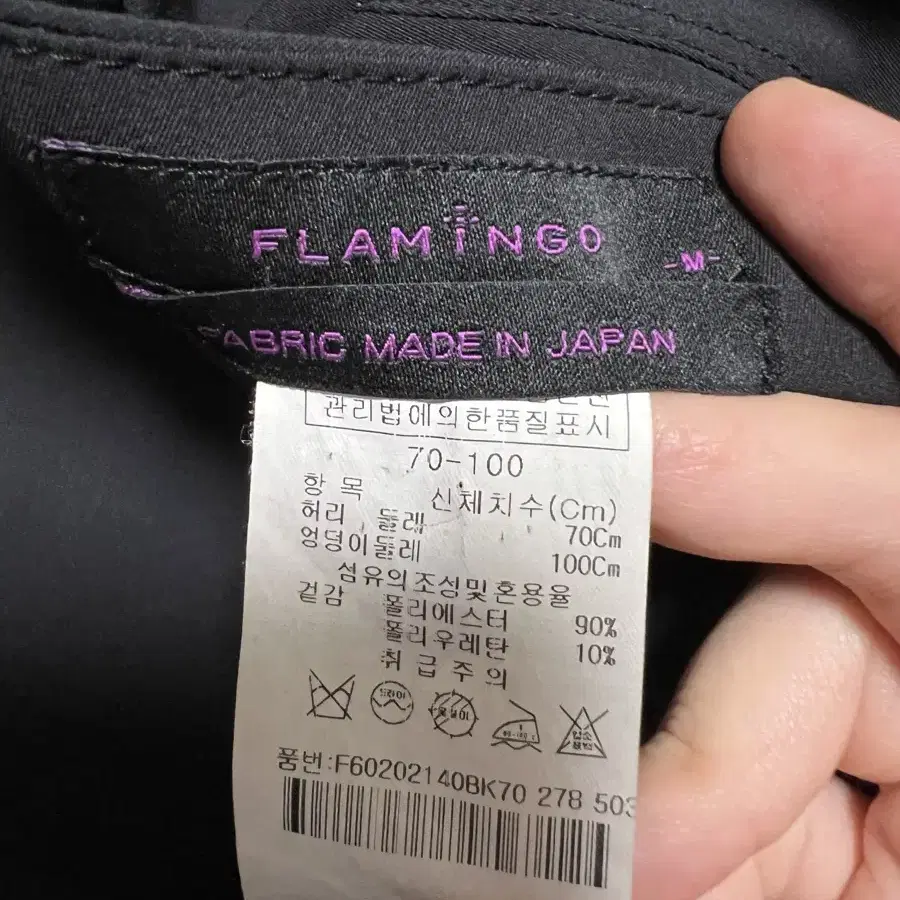 FLAMINGO
-M-
FABRIC MADE IN JAPAN
관리법에의한품질표시
70-100
항 목 신체치수(Cm)
허리 둘레 70Cm
엉덩이둘레 100Cm
섬유의조성및혼용율
겉감 폴리에스터 90%
폴리우레탄 10%
취급주의
품번:F60202140BK70 278 503